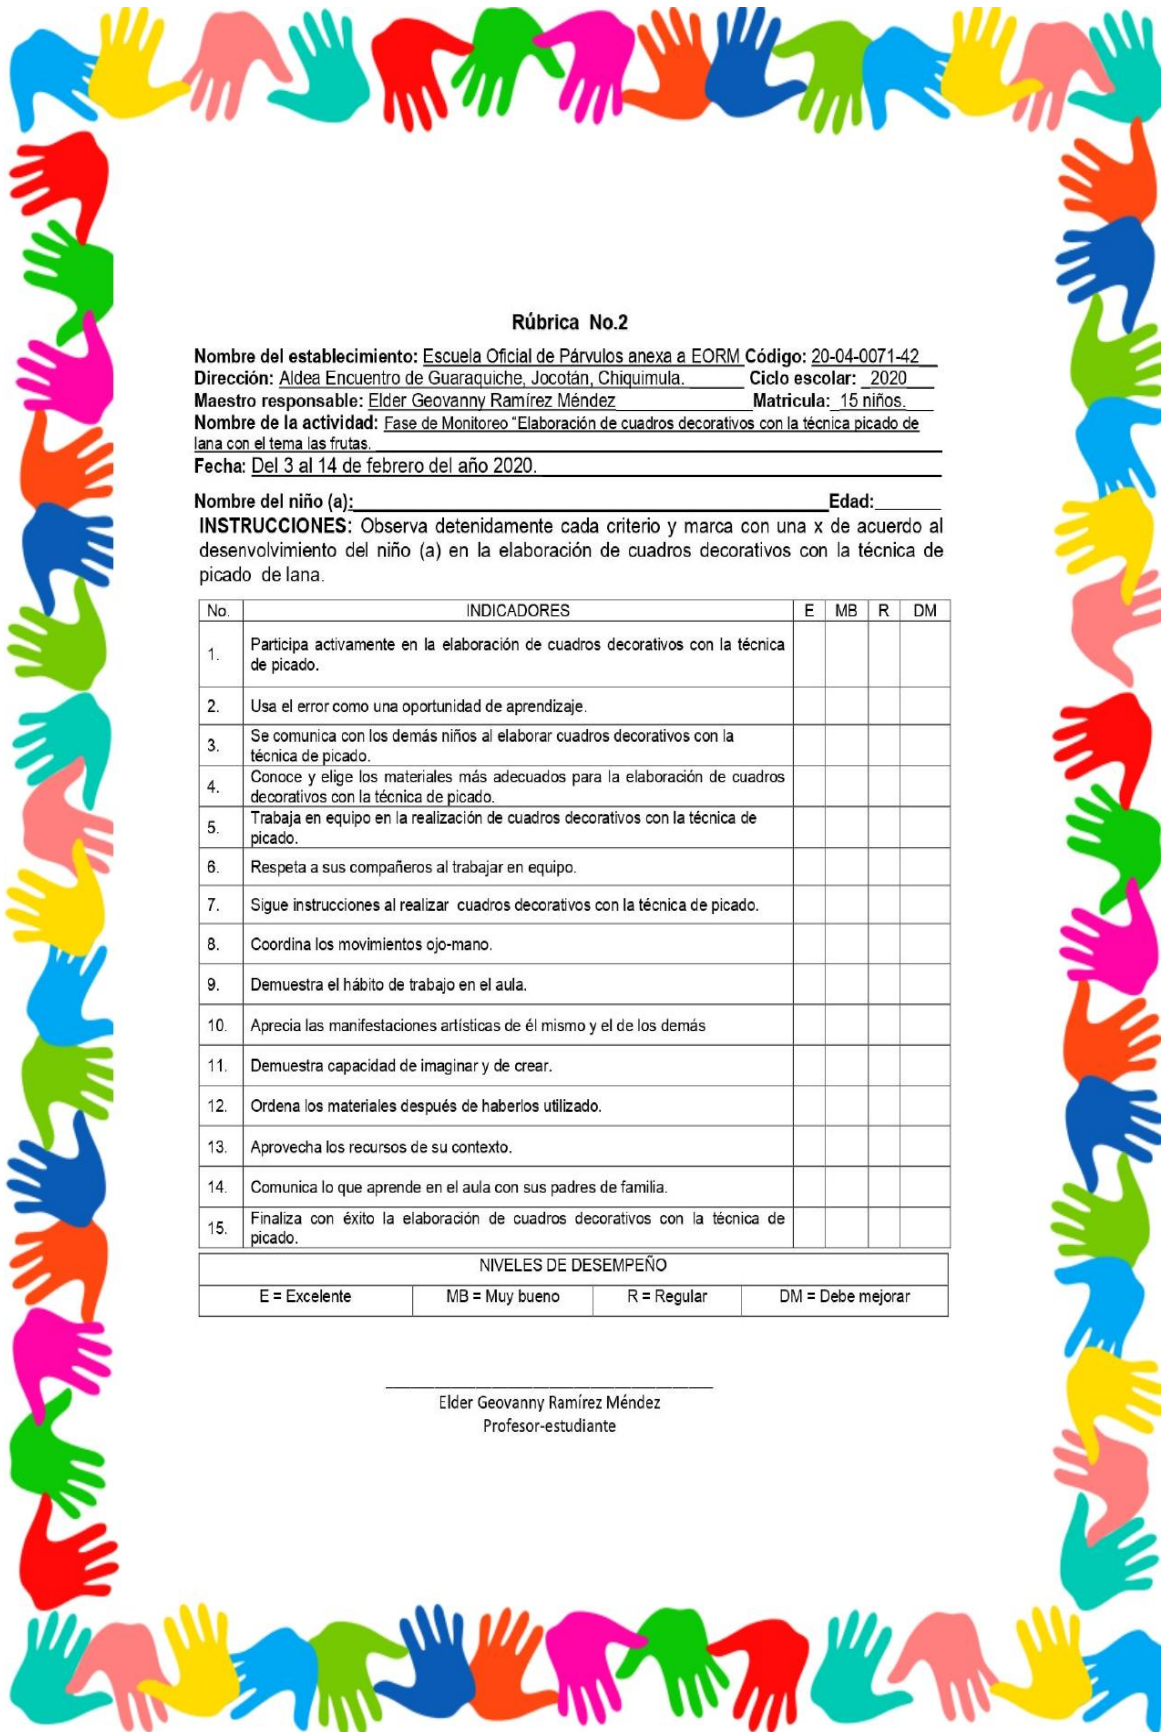 Rúbrica No.2
Nombre del establecimiento: Escuela Oficial de Párvulos anexa a EORM Código: 20-04-0071-42
Dirección: Aldea Encuentro de Guaraquiche, Jocotán, Chiquimula. Ciclo escolar: 2020
Maestro responsable: Elder Geovanny Ramírez Méndez Matricula: 15 niños.
Nombre de la actividad: Fase de Monitoreo “Elaboración de cuadros decorativos con la técnica picado de
lana con el tema las frutas.
Fecha: Del 3 al 14 de febrero del año 2020.
Nombre del niño (a): Edad:
INSTRUCCIONES: Observa detenidamente cada criterio y marca con una x de acuerdo al
desenvolvimiento del niño (a) en la elaboración de cuadros decorativos con la técnica de
picado de lana.
No. INDICADORES E MB R DM
1. Participa activamente en la elaboración de cuadros decorativos con la técnica
de picado.
2. Usa el error como una oportunidad de aprendizaje.
3. Se comunica con los demás niños al elaborar cuadros decorativos con la
técnica de picado.
4. Conoce y elige los materiales más adecuados para la elaboración de cuadros
decorativos con la técnica de picado.
5. Trabaja en equipo en la realización de cuadros decorativos con la técnica de
picado.
6. Respeta a sus compañeros al trabajar en equipo.
7. Sigue instrucciones al realizar cuadros decorativos con la técnica de picado.
8. Coordina los movimientos ojo-mano.
9. Demuestra el hábito de trabajo en el aula.
10. Aprecia las manifestaciones artísticas de él mismo y el de los demás
11. Demuestra capacidad de imaginar y de crear.
12. Ordena los materiales después de haberlos utilizado.
13. Aprovecha los recursos de su contexto.
14. Comunica lo que aprende en el aula con sus padres de familia.
15. Finaliza con éxito la elaboración de cuadros decorativos con la técnica de
picado.
NIVELES DE DESEMPEÑO
E = Excelente MB = Muy bueno R = Regular DM = Debe mejorar
Elder Geovanny Ramírez Méndez
Profesor-estudiante